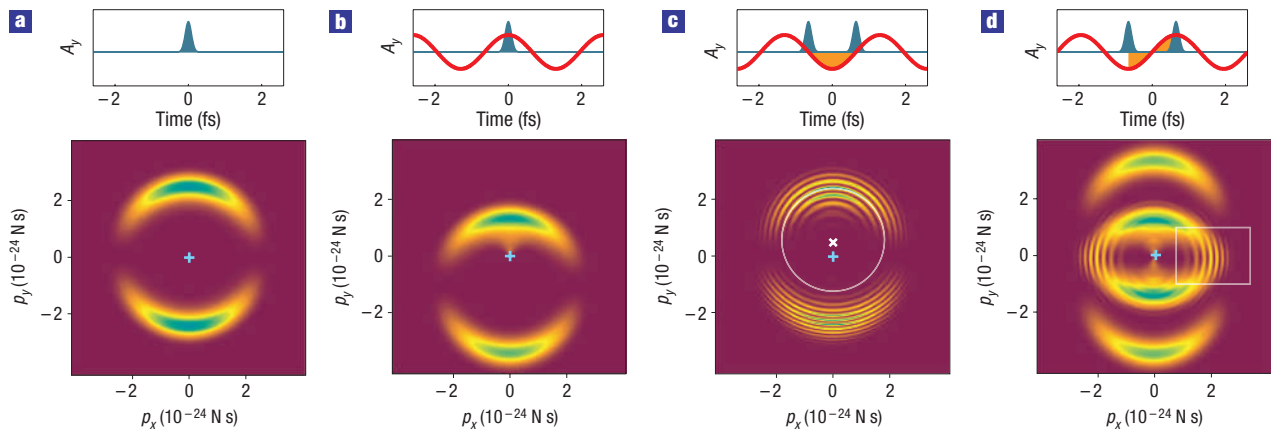 a
A_y
−2 0 2
Time (fs)
2
0
−2
p_y (10⁻²⁴ N s)
−2 0 2
p_x (10⁻²⁴ N s)
b
A_y
−2 0 2
Time (fs)
2
0
−2
p_y (10⁻²⁴ N s)
−2 0 2
p_x (10⁻²⁴ N s)
c
A_y
−2 0 2
Time (fs)
2
0
−2
p_y (10⁻²⁴ N s)
−2 0 2
p_x (10⁻²⁴ N s)
d
A_y
−2 0 2
Time (fs)
2
0
−2
p_y (10⁻²⁴ N s)
−2 0 2
p_x (10⁻²⁴ N s)